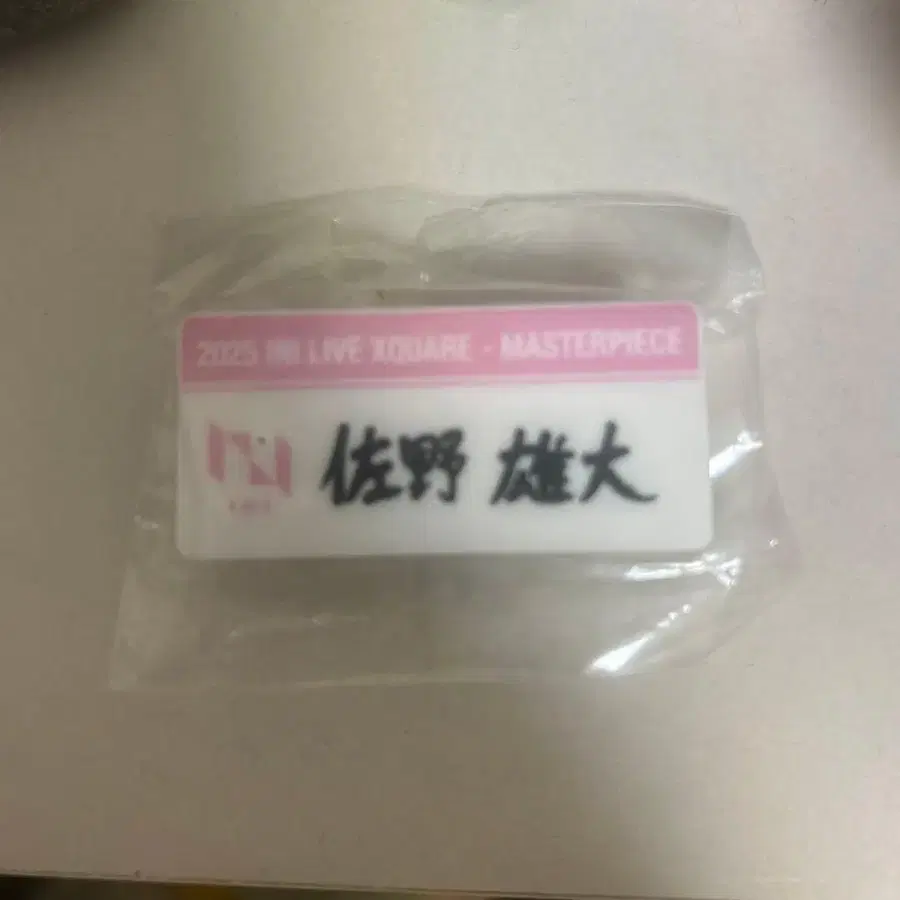 2025 INI LIVE XQUARE - MASTERPIECE
佐野 雄大